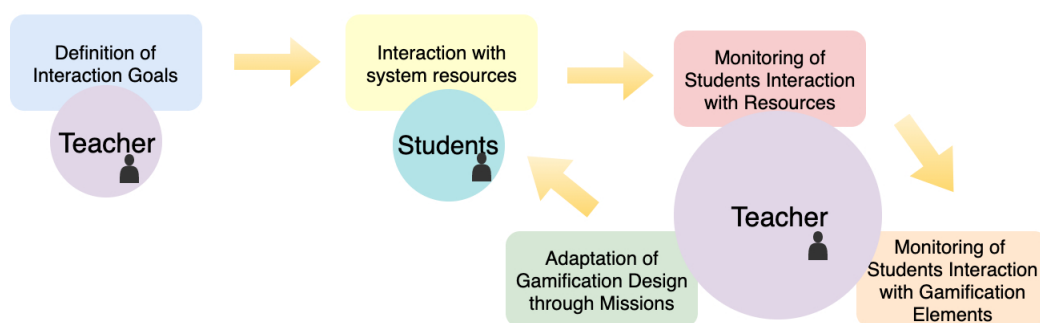 Definition of
Interaction Goals
Teacher
Interaction with
system resources
Students
Monitoring of
Students Interaction
with Resources
Teacher
Adaptation of
Gamification Design
through Missions
Monitoring of
Students Interaction
with Gamification
Elements